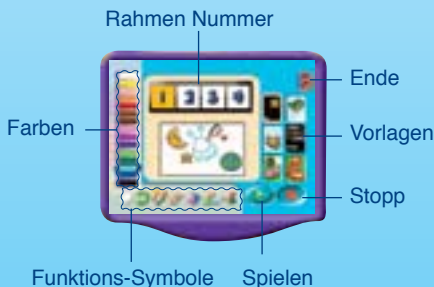 Rahmen Nummer
Ende
Farben
Vorlagen
Stopp
Funktions-Symbole
Spielen
1 2 3 4